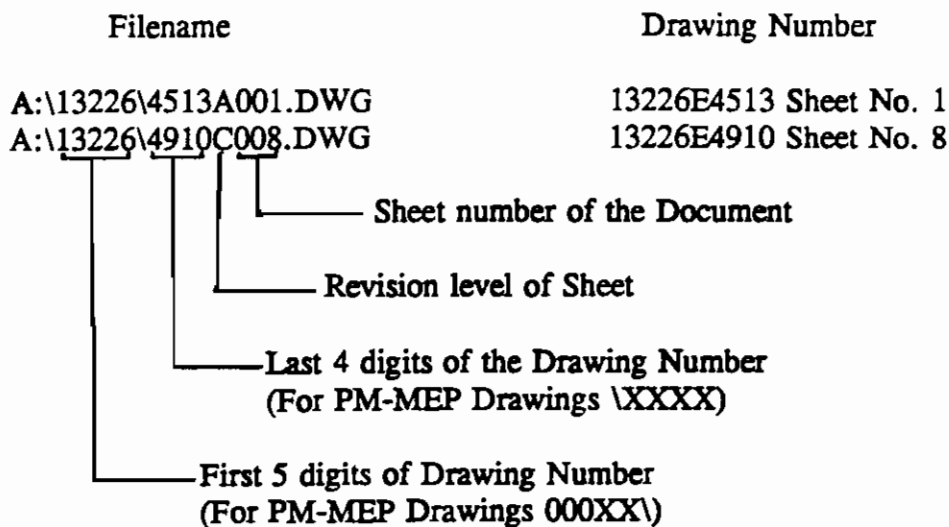 Filename Drawing Number
A:\13226\4513A001.DWG 13226E4513 Sheet No. 1
A:\13226\4910C008.DWG 13226E4910 Sheet No. 8
Sheet number of the Document
Revision level of Sheet
Last 4 digits of the Drawing Number
(For PM-MEP Drawings \XXXX)
First 5 digits of Drawing Number
(For PM-MEP Drawings 000XX\)